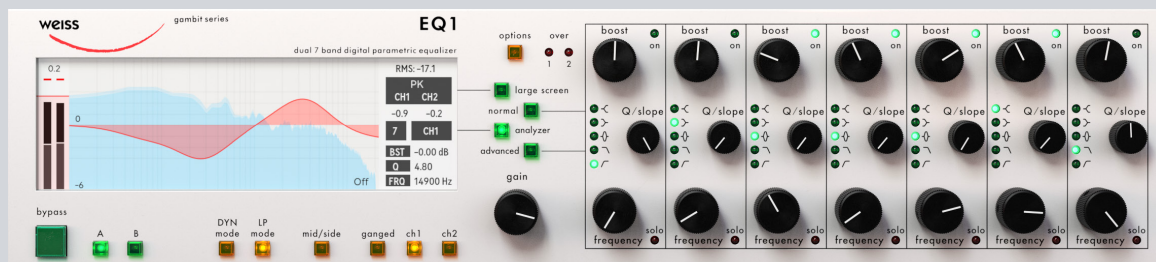 weiss
gambit series
EQ1
dual 7 band digital parametric equalizer
0.2
0
-6
Off
RMS: -17.1
PK
CH1 CH2
-0.9 -0.2
7 CH1
BST -0.00 dB
Q 4.80
FRQ 14900 Hz
bypass
A
B
DYN mode
LP mode
mid/side
ganged
ch1
ch2
options
over
1 2
large screen
normal
analyzer
advanced
gain
boost
on
Q/slope
solo
frequency
boost
on
Q/slope
solo
frequency
boost
on
Q/slope
solo
frequency
boost
on
Q/slope
solo
frequency
boost
on
Q/slope
solo
frequency
boost
on
Q/slope
solo
frequency
boost
on
Q/slope
solo
frequency